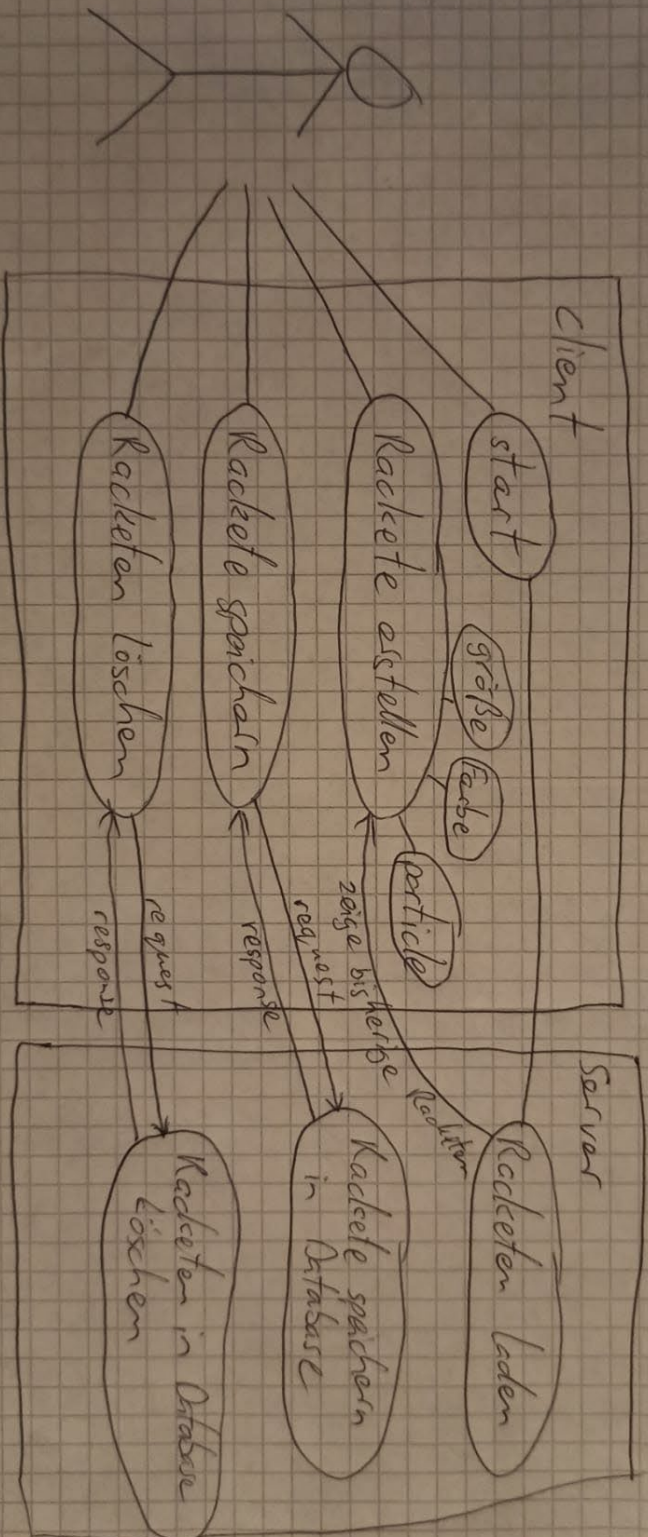 Client
start
größe
Farbe
particle
Rackete erstellen
Rackete speichern
Racketen löschen
zeige bisherige
Racketen
request
response
request
response
Server
Racketen laden
Rackete speichern
in Database
Racketen in Database
löschen